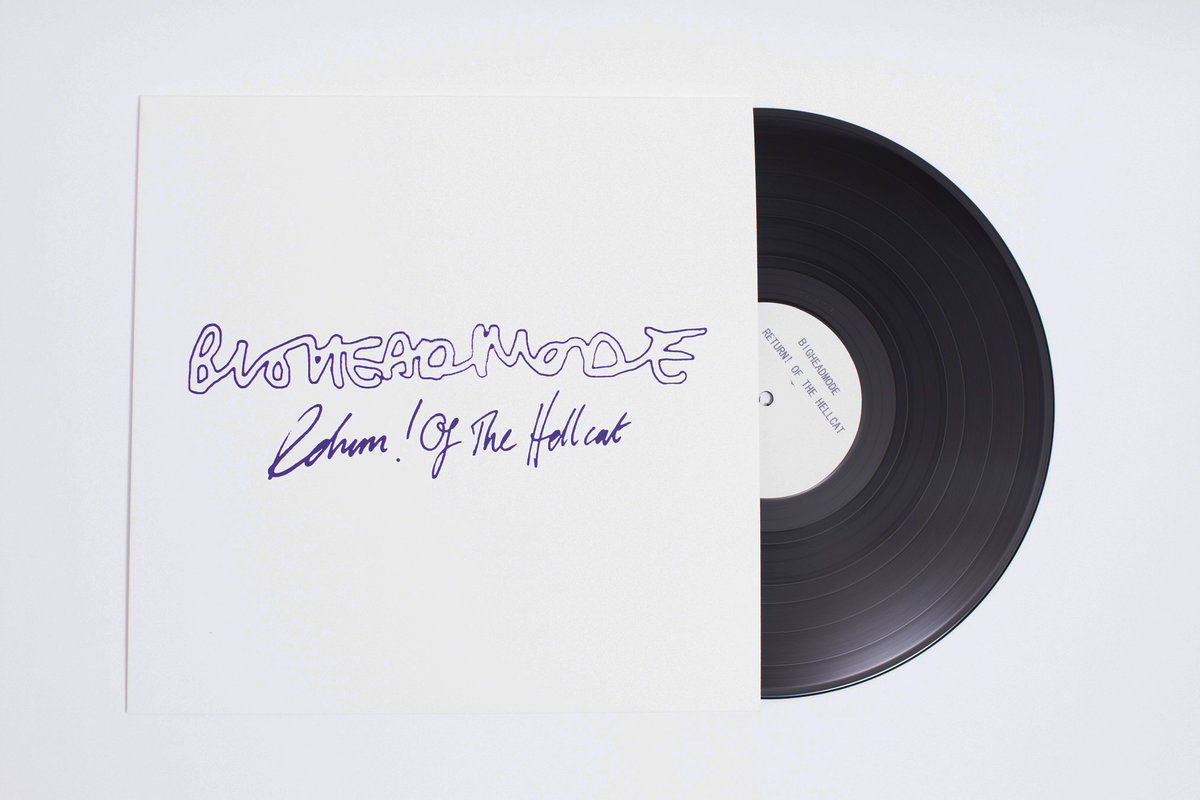 BIGHEADMODE
Return! Of The Hellcat
BIGHEADMODE
RETURN! OF THE HELLCAT